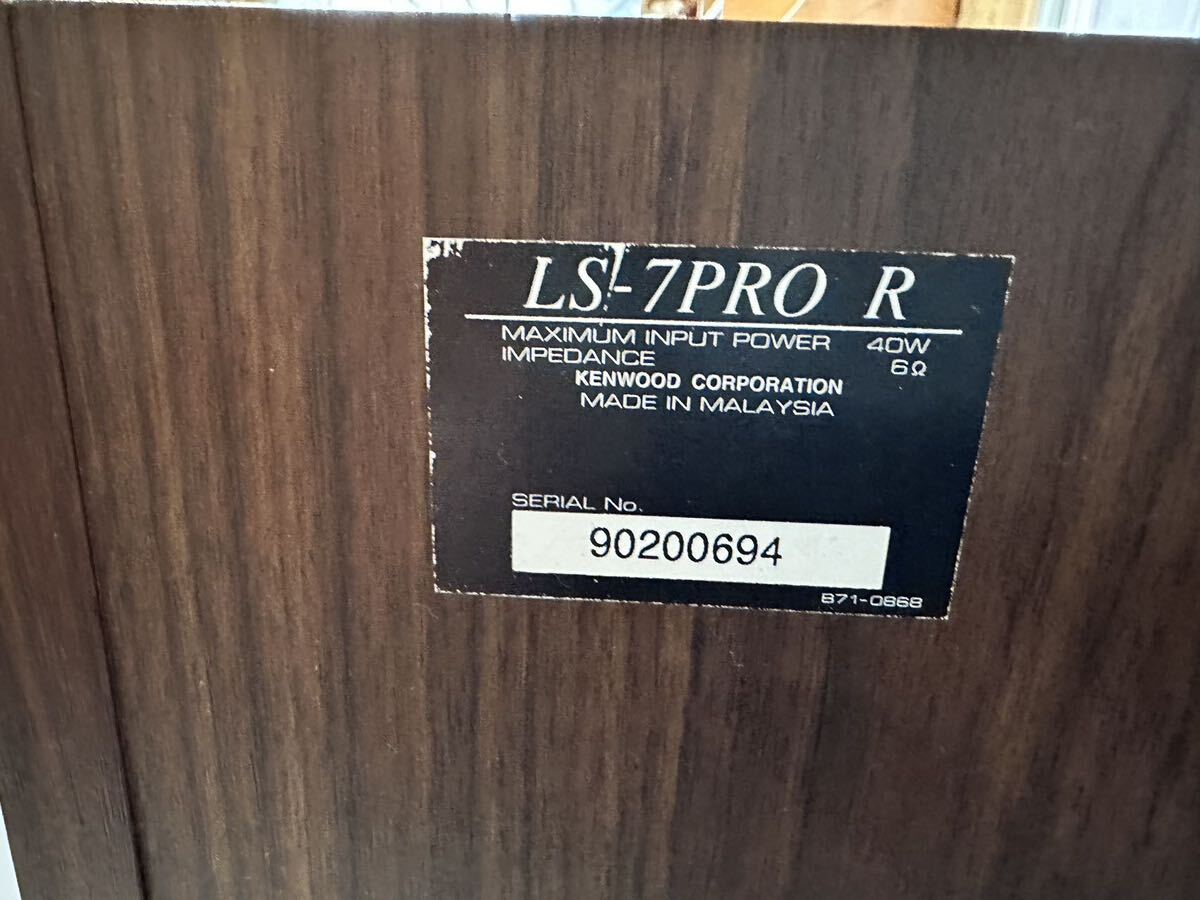 LS-7PRO R
MAXIMUM INPUT POWER 40W
IMPEDANCE 6Ω
KENWOOD CORPORATION
MADE IN MALAYSIA
SERIAL No.
90200694
B71-0868